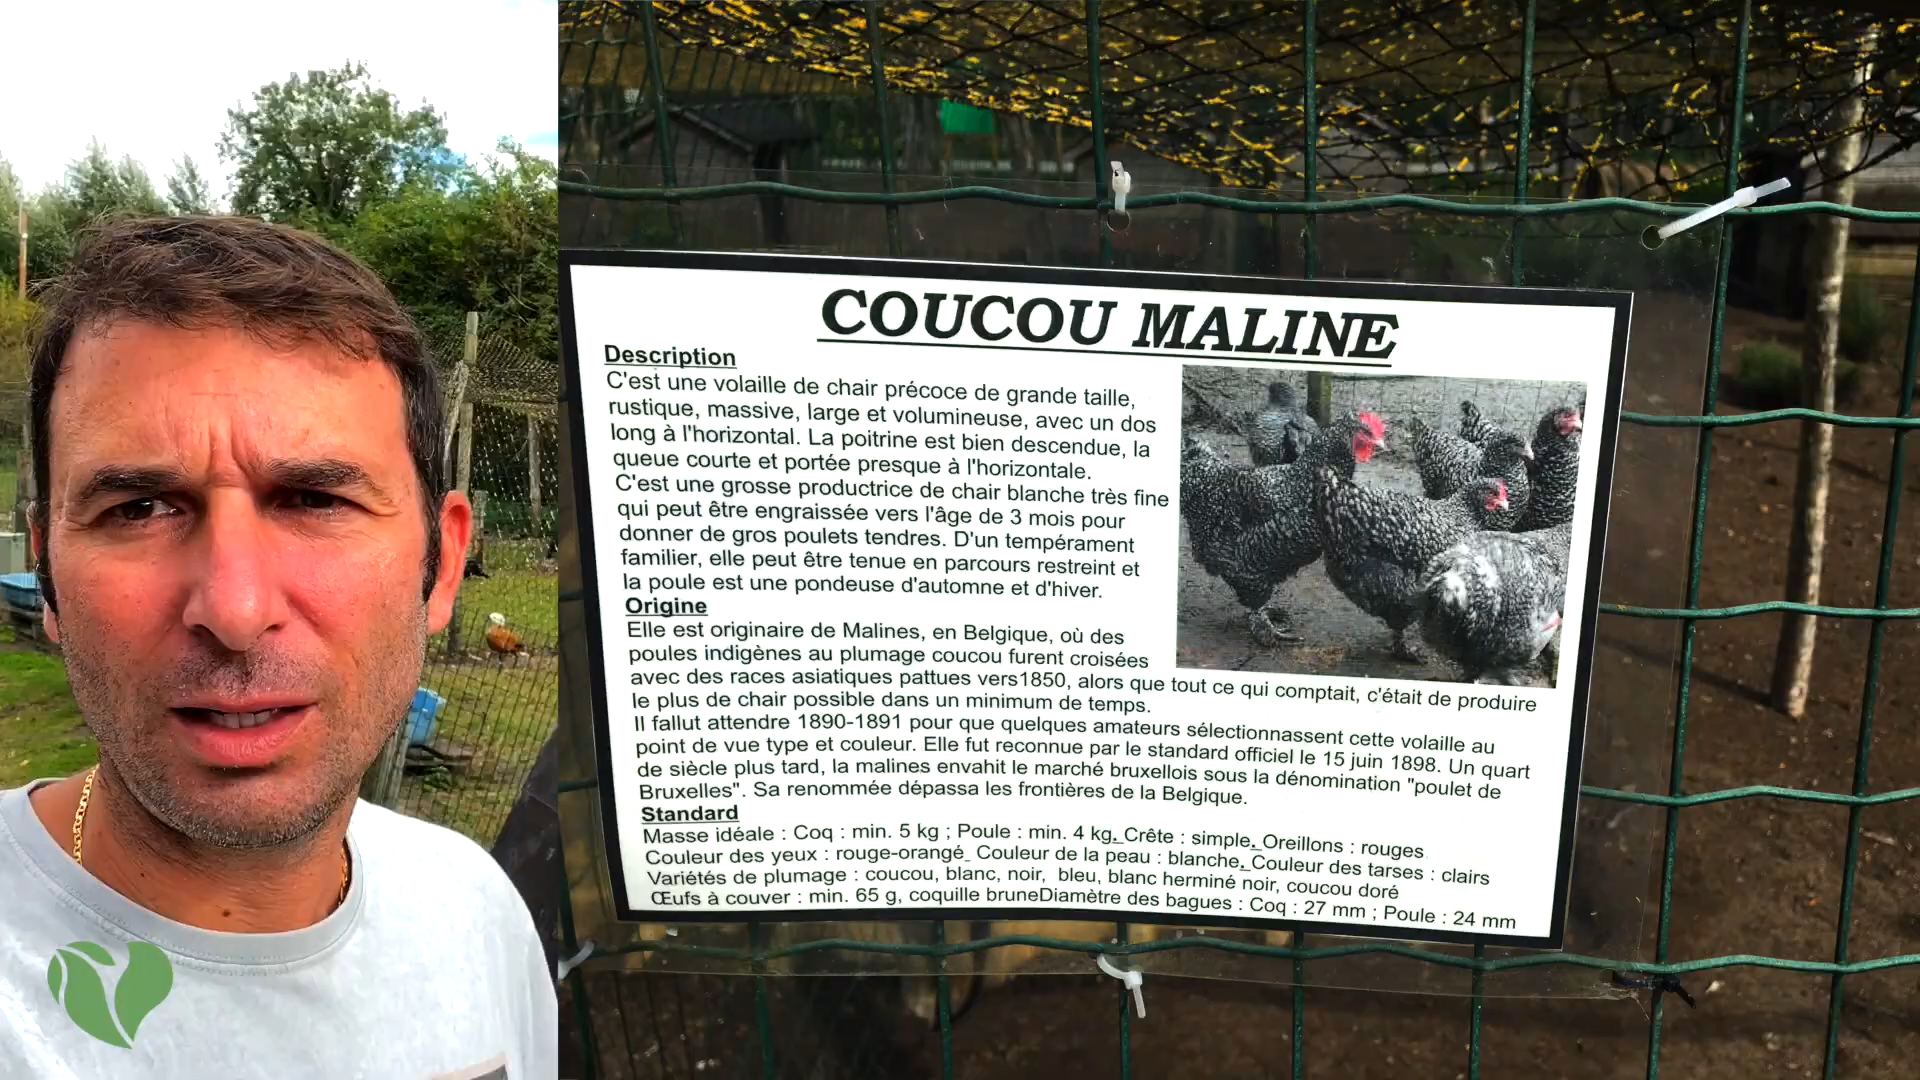 COUCOU MALINE
Description
C'est une volaille de chair précoce de grande taille,
rustique, massive, large et volumineuse, avec un dos
long à l'horizontal. La poitrine est bien descendue, la
queue courte et portée presque à l'horizontale.
C'est une grosse productrice de chair blanche très fine
qui peut être engraissée vers l'âge de 3 mois pour
donner de gros poulets tendres. D'un tempérament
familier, elle peut être tenue en parcours restreint et
la poule est une pondeuse d'automne et d'hiver.
Origine
Elle est originaire de Malines, en Belgique, où des
poules indigènes au plumage coucou furent croisées
avec des races asiatiques pattues vers1850, alors que tout ce qui comptait, c'était de produire
le plus de chair possible dans un minimum de temps.
Il fallut attendre 1890-1891 pour que quelques amateurs sélectionnassent cette volaille au
point de vue type et couleur. Elle fut reconnue par le standard officiel le 15 juin 1898. Un quart
de siècle plus tard, la malines envahit le marché bruxellois sous la dénomination "poulet de
Bruxelles". Sa renommée dépassa les frontières de la Belgique.
Standard
Masse idéale : Coq : min. 5 kg ; Poule : min. 4 kg. Crête : simple. Oreillons : rouges
Couleur des yeux : rouge-orangé Couleur de la peau : blanche. Couleur des tarses : clairs
Variétés de plumage : coucou, blanc, noir, bleu, blanc herminé noir, coucou doré
Œufs à couver : min. 65 g, coquille bruneDiamètre des bagues : Coq : 27 mm ; Poule : 24 mm